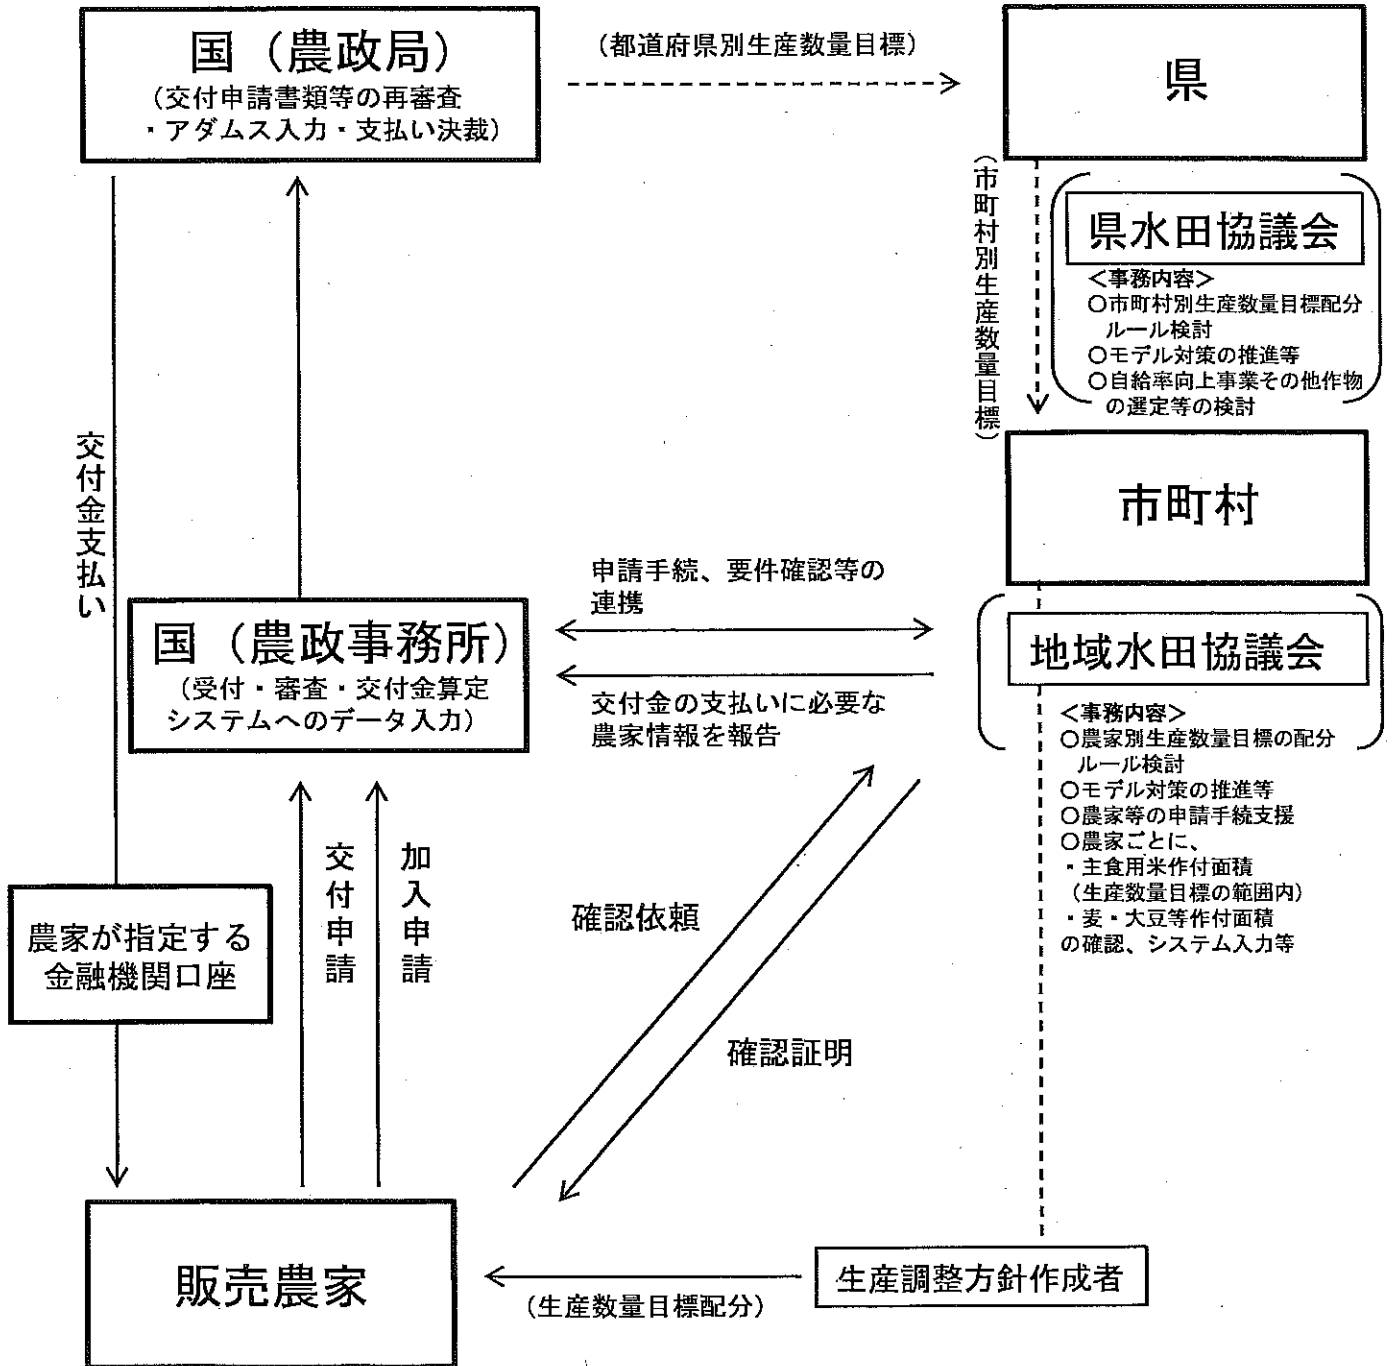 国（農政局）
（交付申請書類等の再審査
・アダムス入力・支払い決裁）
（都道府県別生産数量目標）
県
（市町村別生産数量目標）
県水田協議会
＜事務内容＞
○市町村別生産数量目標配分
ルール検討
○モデル対策の推進等
○自給率向上事業その他作物
の選定等の検討
市町村
交付金支払い
申請手続、要件確認等の
連携
国（農政事務所）
（受付・審査・交付金算定
システムへのデータ入力）
交付金の支払いに必要な
農家情報を報告
地域水田協議会
＜事務内容＞
○農家別生産数量目標の配分
ルール検討
○モデル対策の推進等
○農家等の申請手続支援
○農家ごとに、
・主食用米作付面積
（生産数量目標の範囲内）
・麦・大豆等作付面積
の確認、システム入力等
農家が指定する
金融機関口座
交付申請
加入申請
確認依頼
確認証明
販売農家
（生産数量目標配分）
生産調整方針作成者